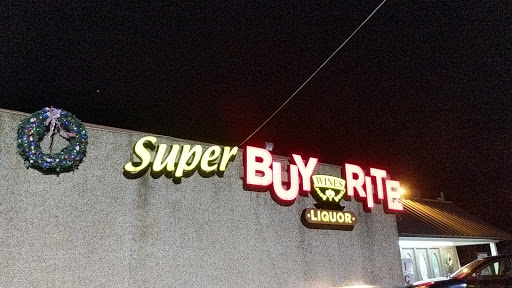 Super BUY WINES RITE
•LIQUOR•